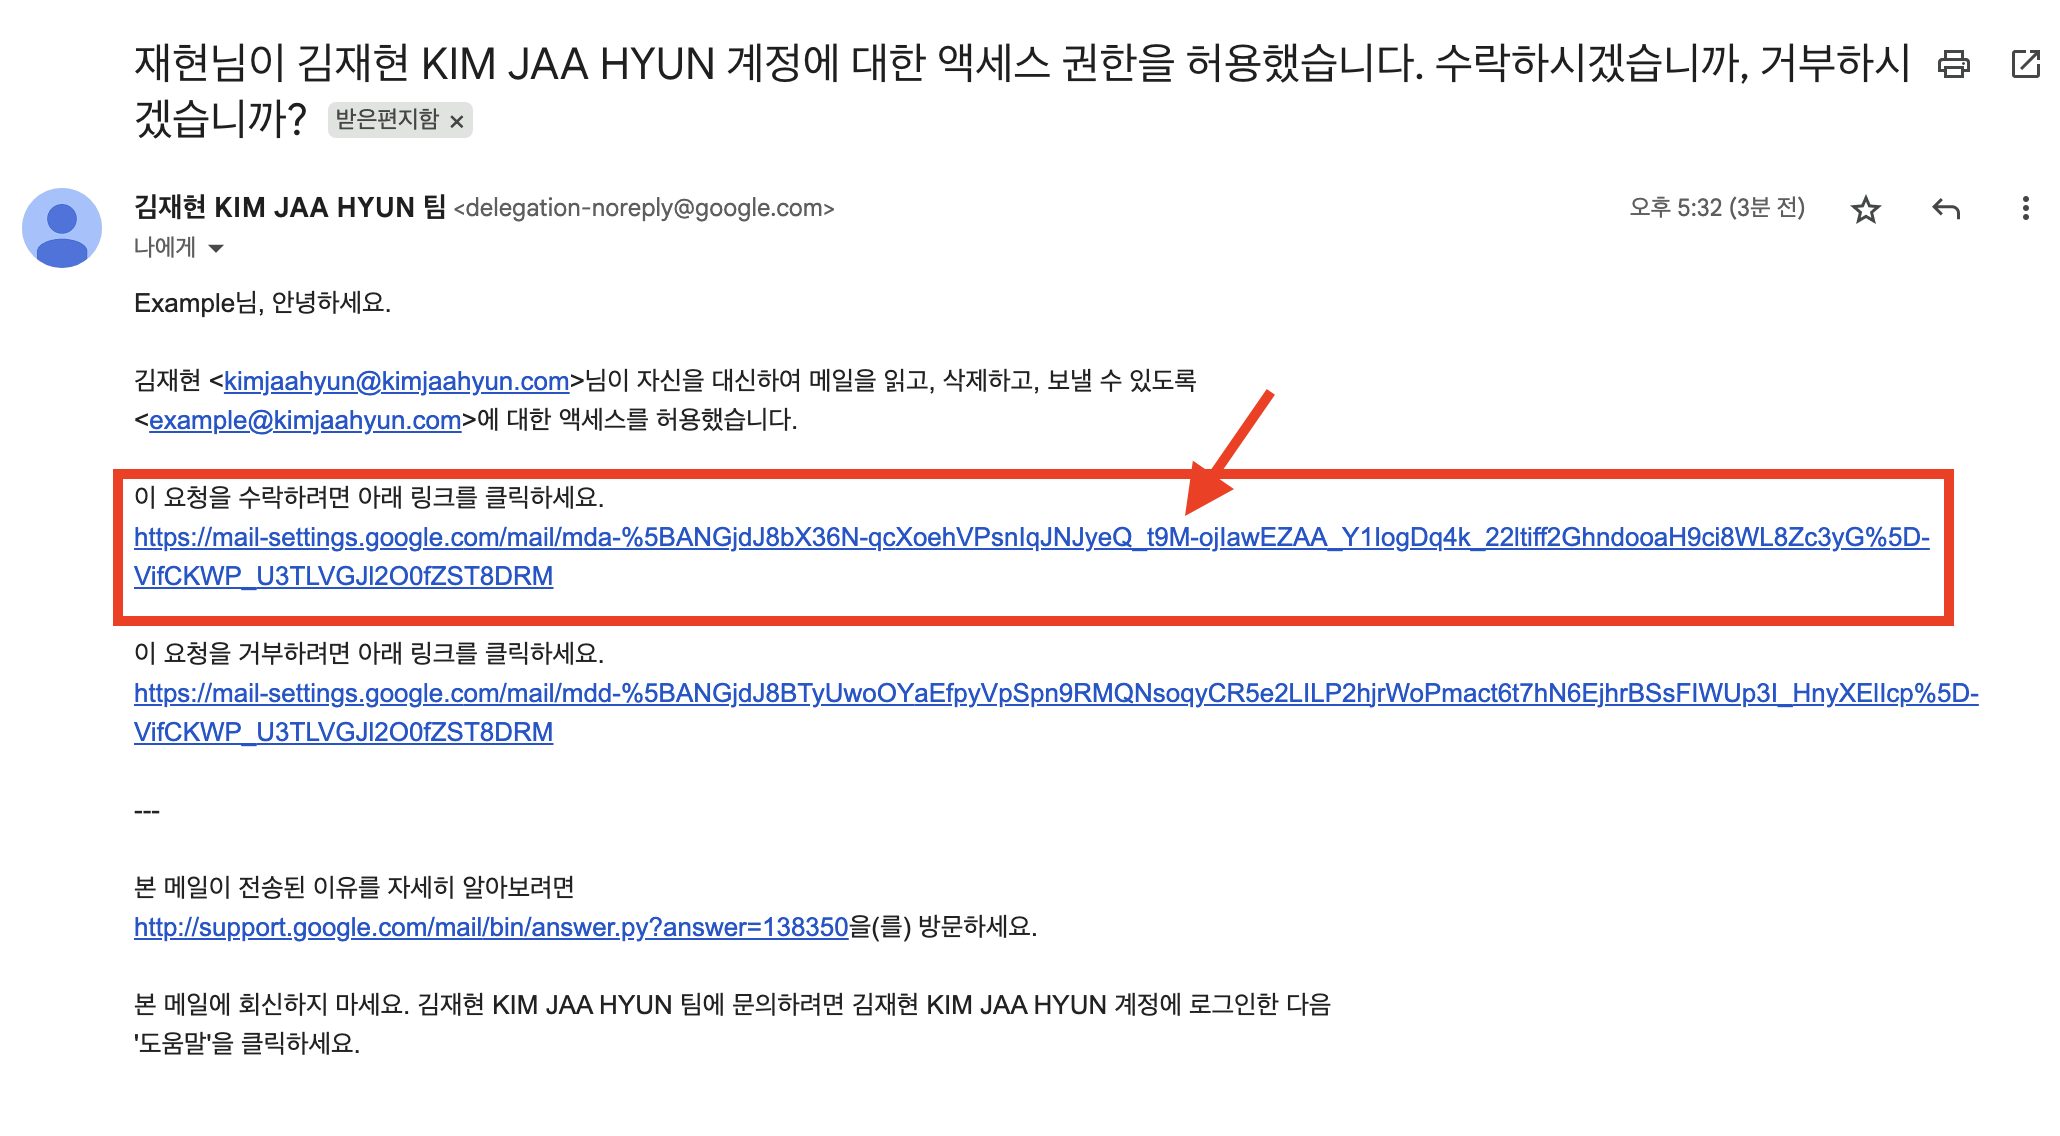 재현님이 김재현 KIM JAA HYUN 계정에 대한 액세스 권한을 허용했습니다. 수락하시겠습니까, 거부하시
겠습니까? 받은편지함 ×
김재현 KIM JAA HYUN 팀 <delegation-noreply@google.com> 오후 5:32 (3분 전)
나에게
Example님, 안녕하세요.
김재현 <kimjaahyun@kimjaahyun.com>님이 자신을 대신하여 메일을 읽고, 삭제하고, 보낼 수 있도록
<example@kimjaahyun.com>에 대한 액세스를 허용했습니다.
이 요청을 수락하려면 아래 링크를 클릭하세요.
https://mail-settings.google.com/mail/mda-%5BANGjdJ8bX36N-qcXoehVPsnIqJNJyeQ_t9M-ojIawEZAA_Y1IogDq4k_22ltiff2GhndooaH9ci8WL8Zc3yG%5D-
VifCKWP_U3TLVGJl2O0fZST8DRM
이 요청을 거부하려면 아래 링크를 클릭하세요.
https://mail-settings.google.com/mail/mdd-%5BANGjdJ8BTyUwoOYaEfpyVpSpn9RMQNsoqyCR5e2LILP2hjrWoPmact6t7hN6EjhrBSsFIWUp3I_HnyXElIcp%5D-
VifCKWP_U3TLVGJl2O0fZST8DRM
---
본 메일이 전송된 이유를 자세히 알아보려면
http://support.google.com/mail/bin/answer.py?answer=138350을(를) 방문하세요.
본 메일에 회신하지 마세요. 김재현 KIM JAA HYUN 팀에 문의하려면 김재현 KIM JAA HYUN 계정에 로그인한 다음
'도움말'을 클릭하세요.